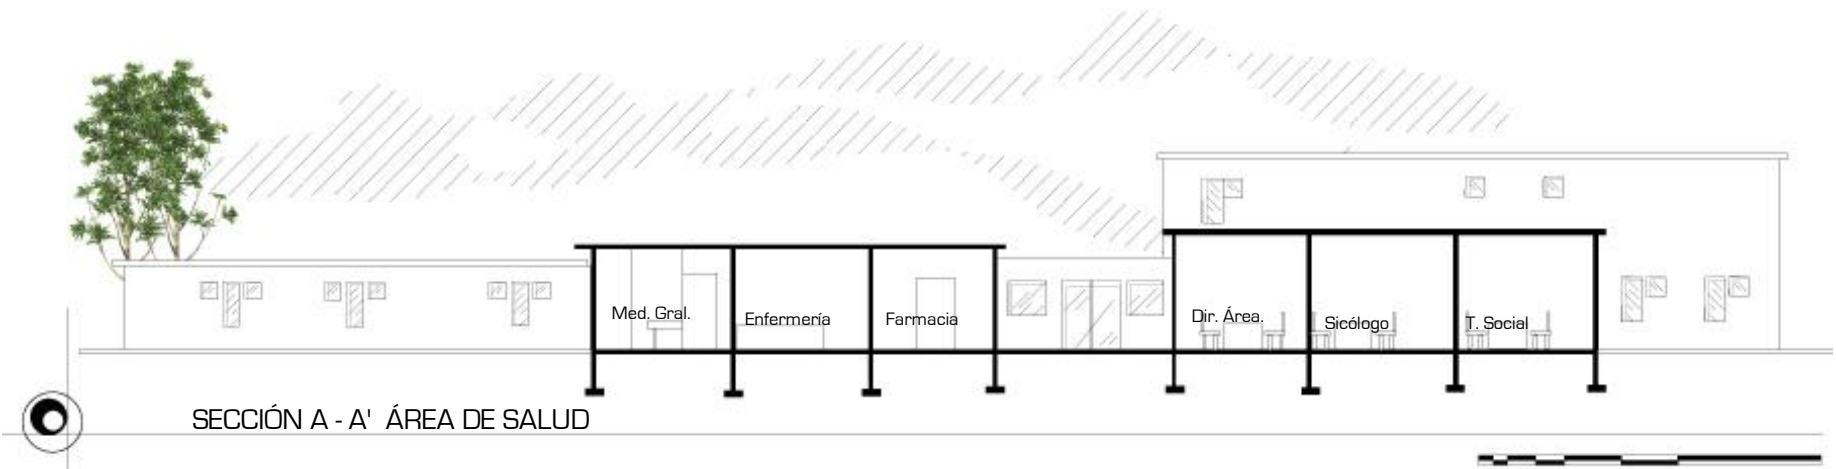 Med. Gral.
Enfermería
Farmacia
Dir. Área.
Sicólogo
T. Social
SECCIÓN A - A' ÁREA DE SALUD